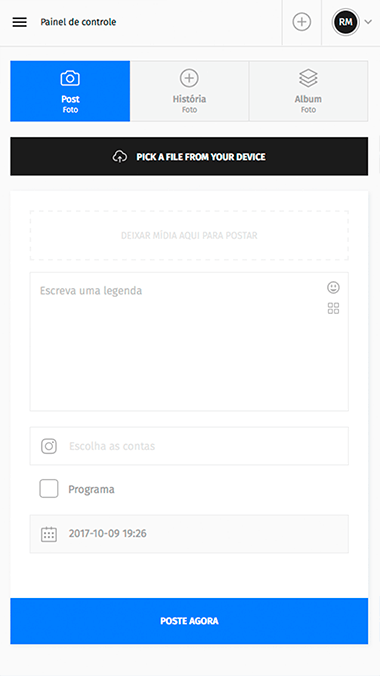 Painel de controle
RM
Post
Foto
História
Foto
Album
Foto
PICK A FILE FROM YOUR DEVICE
DEIXAR MÍDIA AQUI PARA POSTAR
Escreva uma legenda
Escolha as contas
Programa
2017-10-09 19:26
POSTE AGORA